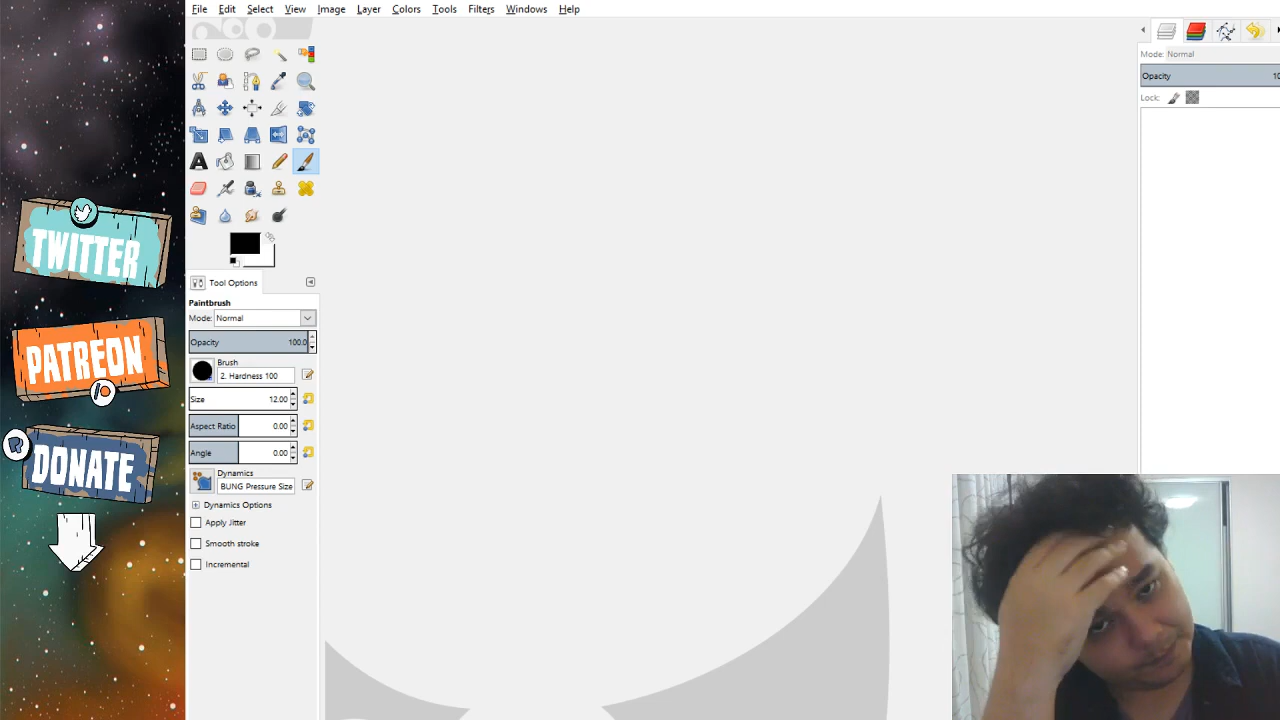 File Edit Select View Image Layer Colors Tools Filters Windows Help
Mode: Normal
Opacity 10
Lock:
TWITTER
PATREON
DONATE
Tool Options
Paintbrush
Mode: Normal
Opacity 100.0
Brush
2. Hardness 100
Size 12.00
Aspect Ratio 0.00
Angle 0.00
Dynamics
BUNG Pressure Size
Dynamics Options
Apply Jitter
Smooth stroke
Incremental